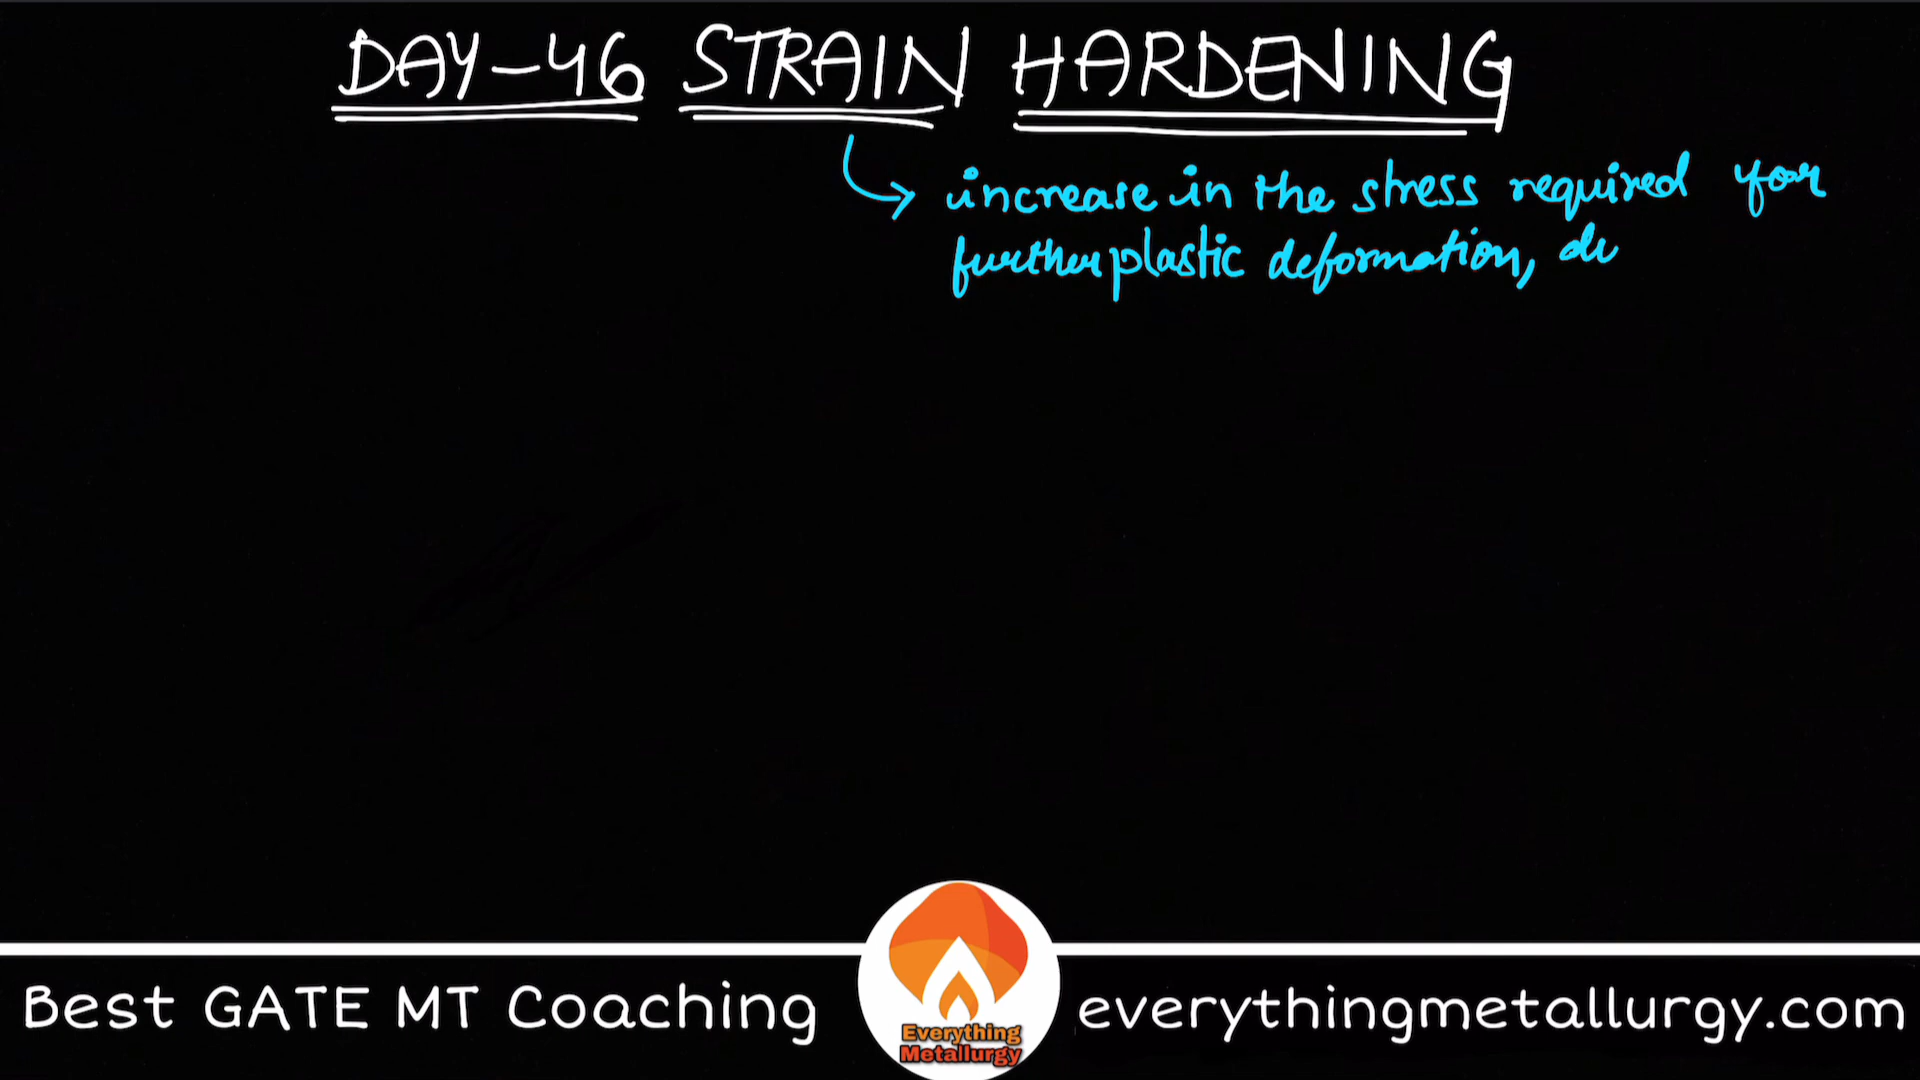 DAY-46 STRAIN HARDENING
increase in the stress required for
further plastic deformation, du
Best GATE MT Coaching
Everything
Metallurgy
everythingmetallurgy.com